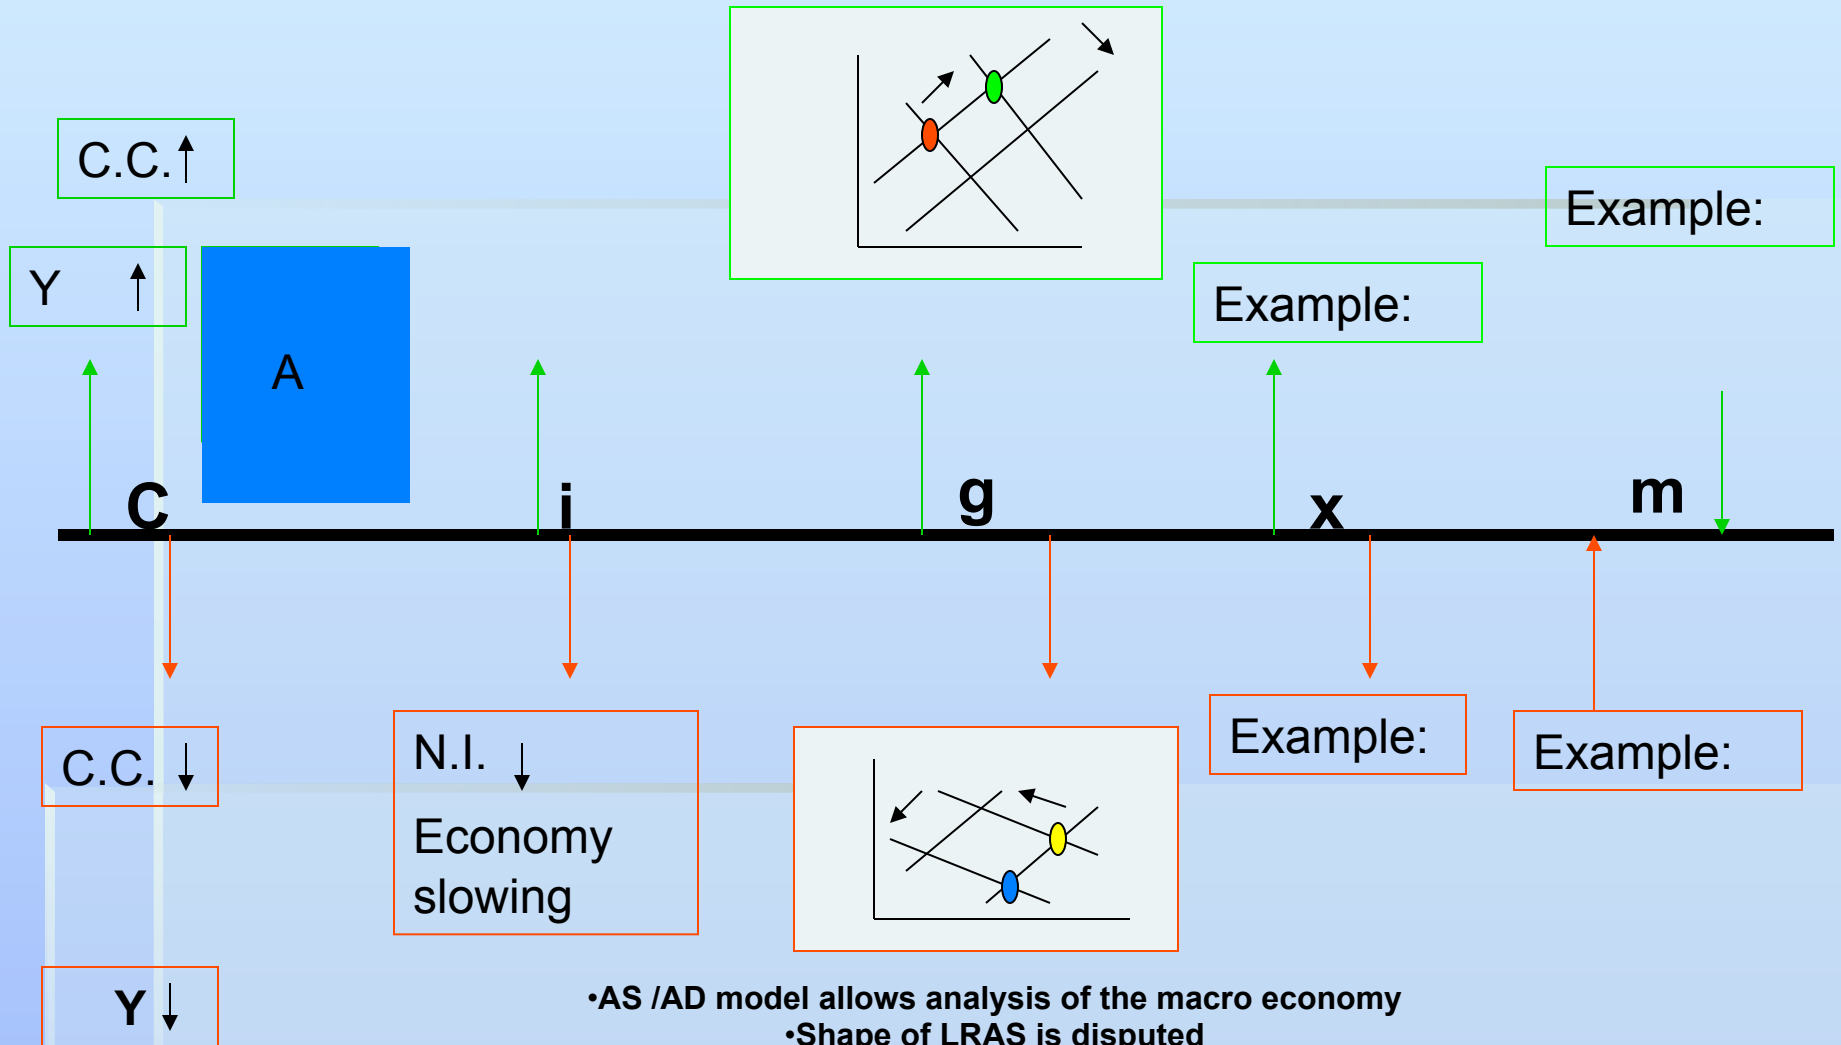 C.C.
Example:
Y
Example:
A
C
i
g
x
m
C.C.
N.I.
Economy
slowing
Example:
Example:
Y
•AS /AD model allows analysis of the macro economy
•Shape of LRAS is disputed